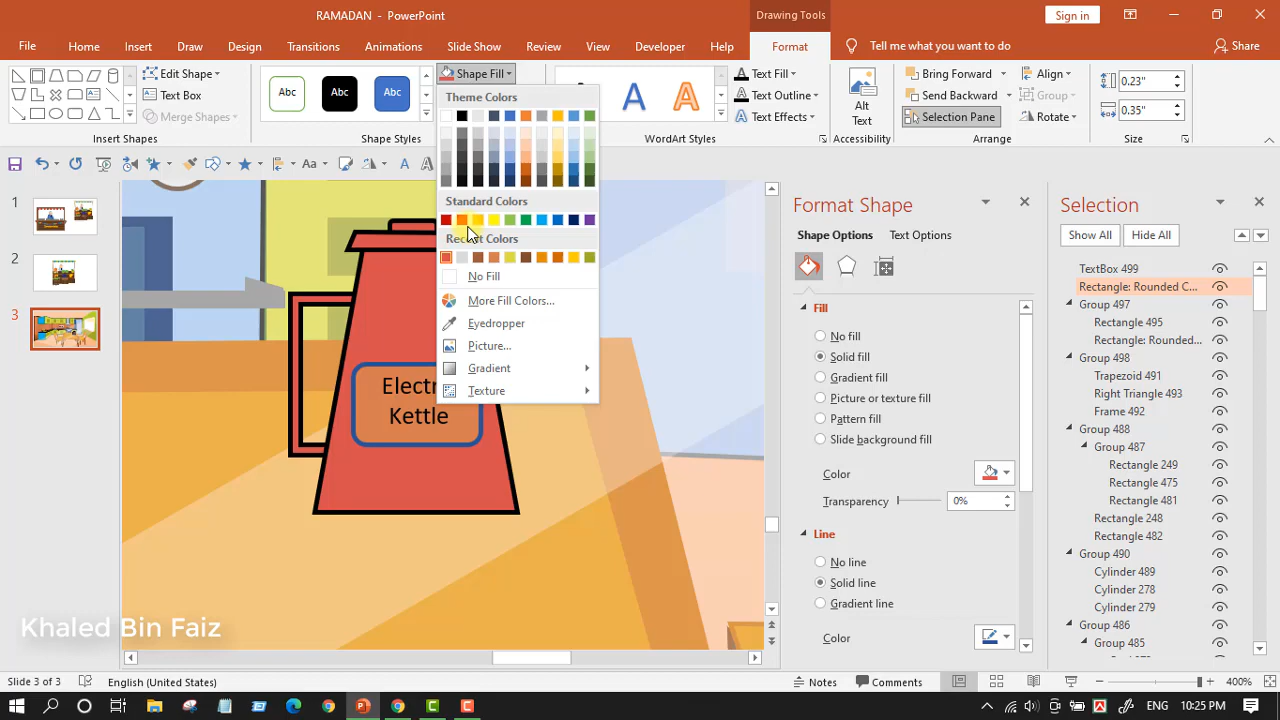 RAMADAN - PowerPoint
Drawing Tools
Sign in
File
Home
Insert
Draw
Design
Transitions
Animations
Slide Show
Review
View
Developer
Help
Format
Tell me what you want to do
Share
Edit Shape
Text Box
Merge Shapes
Insert Shapes
Abc
Abc
Abc
Shape Styles
Shape Fill
A
A
WordArt Styles
Text Fill
Text Outline
Text Effects
Alt
Text
Accessibility
Bring Forward
Send Backward
Selection Pane
Align
Group
Rotate
Arrange
0.23"
0.35"
Size
Aa
A
A
Theme Colors
Standard Colors
Recent Colors
No Fill
More Fill Colors...
Eyedropper
Picture...
Gradient
Texture
1
2
3
Electr
Kettle
Khaled Bin Faiz
Format Shape
Shape Options
Text Options
Fill
No fill
Solid fill
Gradient fill
Picture or texture fill
Pattern fill
Slide background fill
Color
Transparency
0%
Line
No line
Solid line
Gradient line
Color
Selection
Show All
Hide All
TextBox 499
Rectangle: Rounded C...
Group 497
Rectangle 495
Rectangle: Rounded...
Group 498
Trapezoid 491
Right Triangle 493
Frame 492
Group 488
Group 487
Rectangle 249
Rectangle 475
Rectangle 481
Rectangle 248
Rectangle 482
Group 490
Cylinder 489
Cylinder 278
Cylinder 279
Group 486
Group 485
Slide 3 of 3
English (United States)
Notes
Comments
400%
10:25 PM